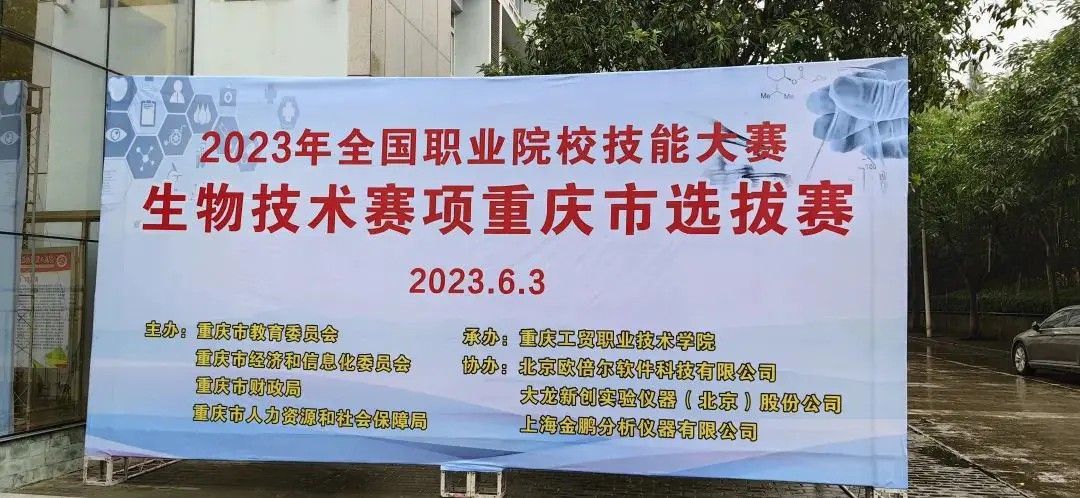 2023年全国职业院校技能大赛
生物技术赛项重庆市选拔赛
2023.6.3
主办：重庆市教育委员会
重庆市经济和信息化委员会
重庆市财政局
重庆市人力资源和社会保障局
承办：重庆工贸职业技术学院
协办：北京欧倍尔软件科技有限公司
大龙新创实验仪器（北京）股份公司
上海金鹏分析仪器有限公司
Me
Me